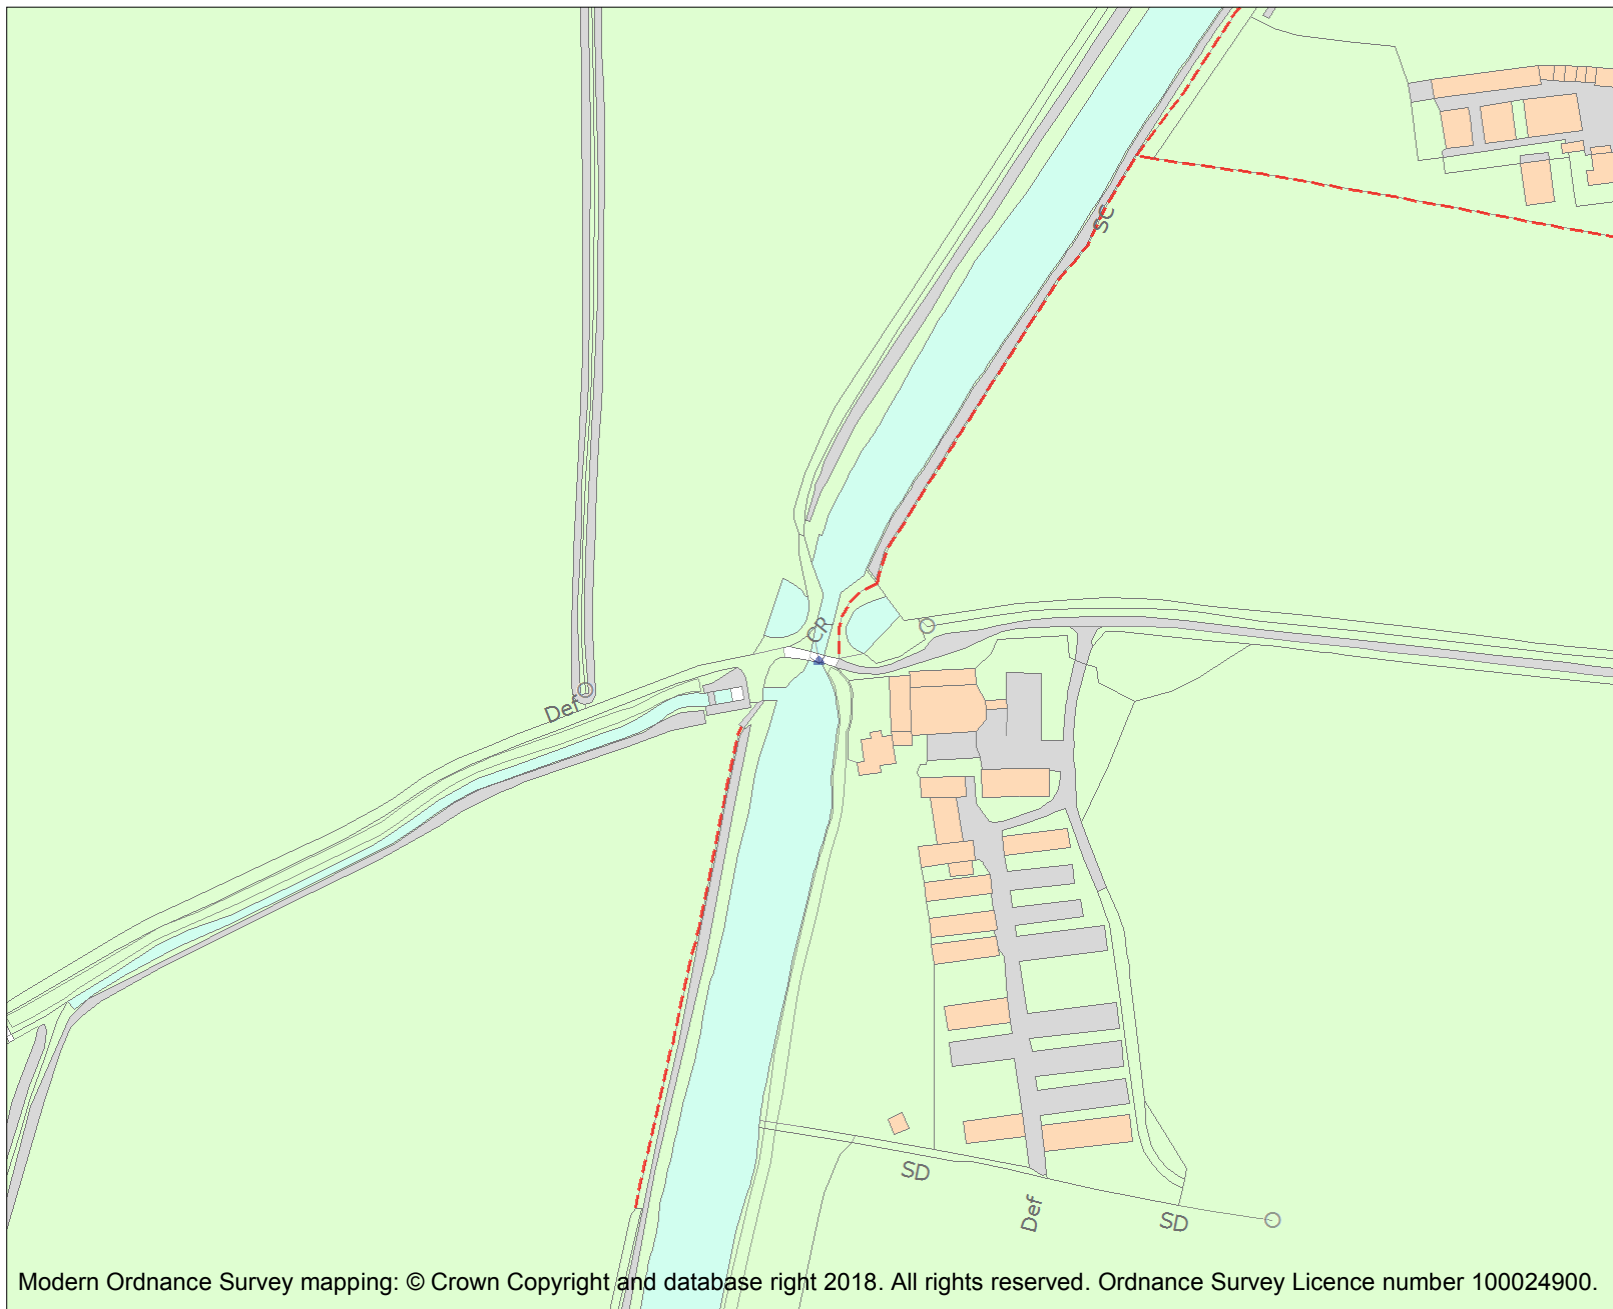 SC
CR
Def
SD
Def
SD
Modern Ordnance Survey mapping: © Crown Copyright and database right 2018. All rights reserved. Ordnance Survey Licence number 100024900.